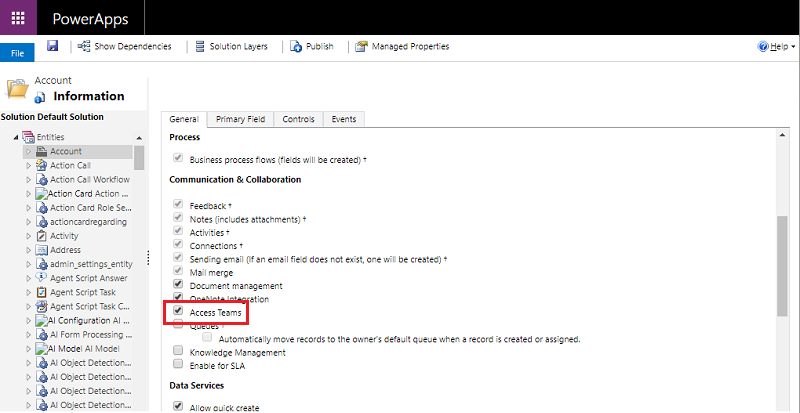 PowerApps
File
Show Dependencies
Solution Layers
Publish
Managed Properties
Help
Account
Information
Solution Default Solution
Entities
Account
Action Call
Action Call Workflow
Action Card Action ...
Action Card Role Se...
actioncardregarding
Activity
Address
admin_settings_entity
Agent Script Answer
Agent Script Task
Agent Script Task C...
AI Configuration AI ...
AI Form Processing ...
AI Model AI Model
AI Object Detection...
AI Object Detection...
AI Object Detection...
AI Object Detection...
General
Primary Field
Controls
Events
Process
Business process flows (fields will be created) †
Communication & Collaboration
Feedback †
Notes (includes attachments) †
Activities †
Connections †
Sending email (If an email field does not exist, one will be created) †
Mail merge
Document management
OneNote Integration
Access Teams
Queues †
Automatically move records to the owner's default queue when a record is created or assigned.
Knowledge Management
Enable for SLA
Data Services
Allow quick create